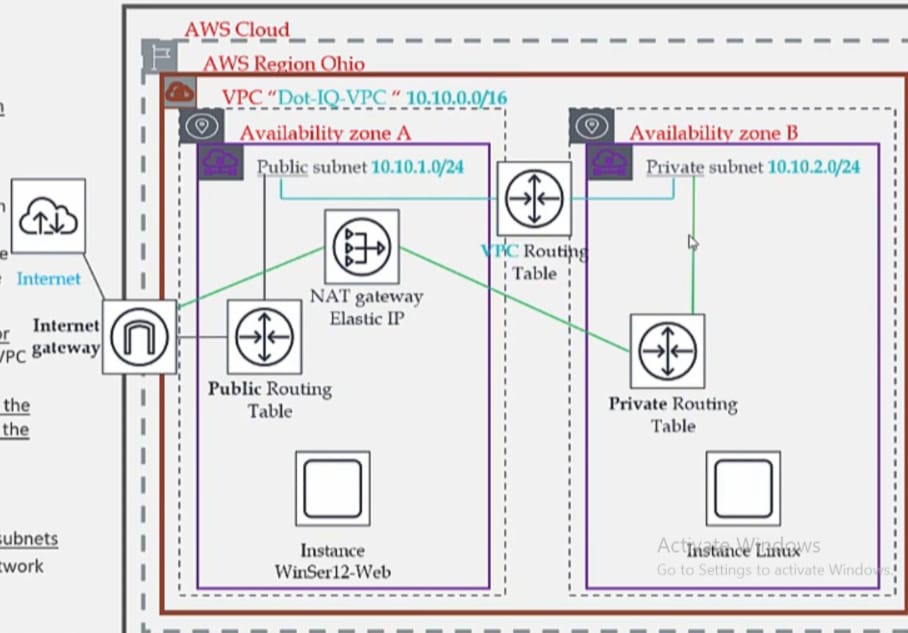 AWS Cloud
AWS Region Ohio
VPC “Dot-IQ-VPC “ 10.10.0.0/16
Availability zone A
Availability zone B
Public subnet 10.10.1.0/24
Private subnet 10.10.2.0/24
VPC Routing
Table
Internet
NAT gateway
Elastic IP
Internet
gateway
/PC
Public Routing
Table
Private Routing
Table
the
the
subnets
twork
Instance
WinSer12-Web
Instance Linux
Activate Windows
Go to Settings to activate Windows.